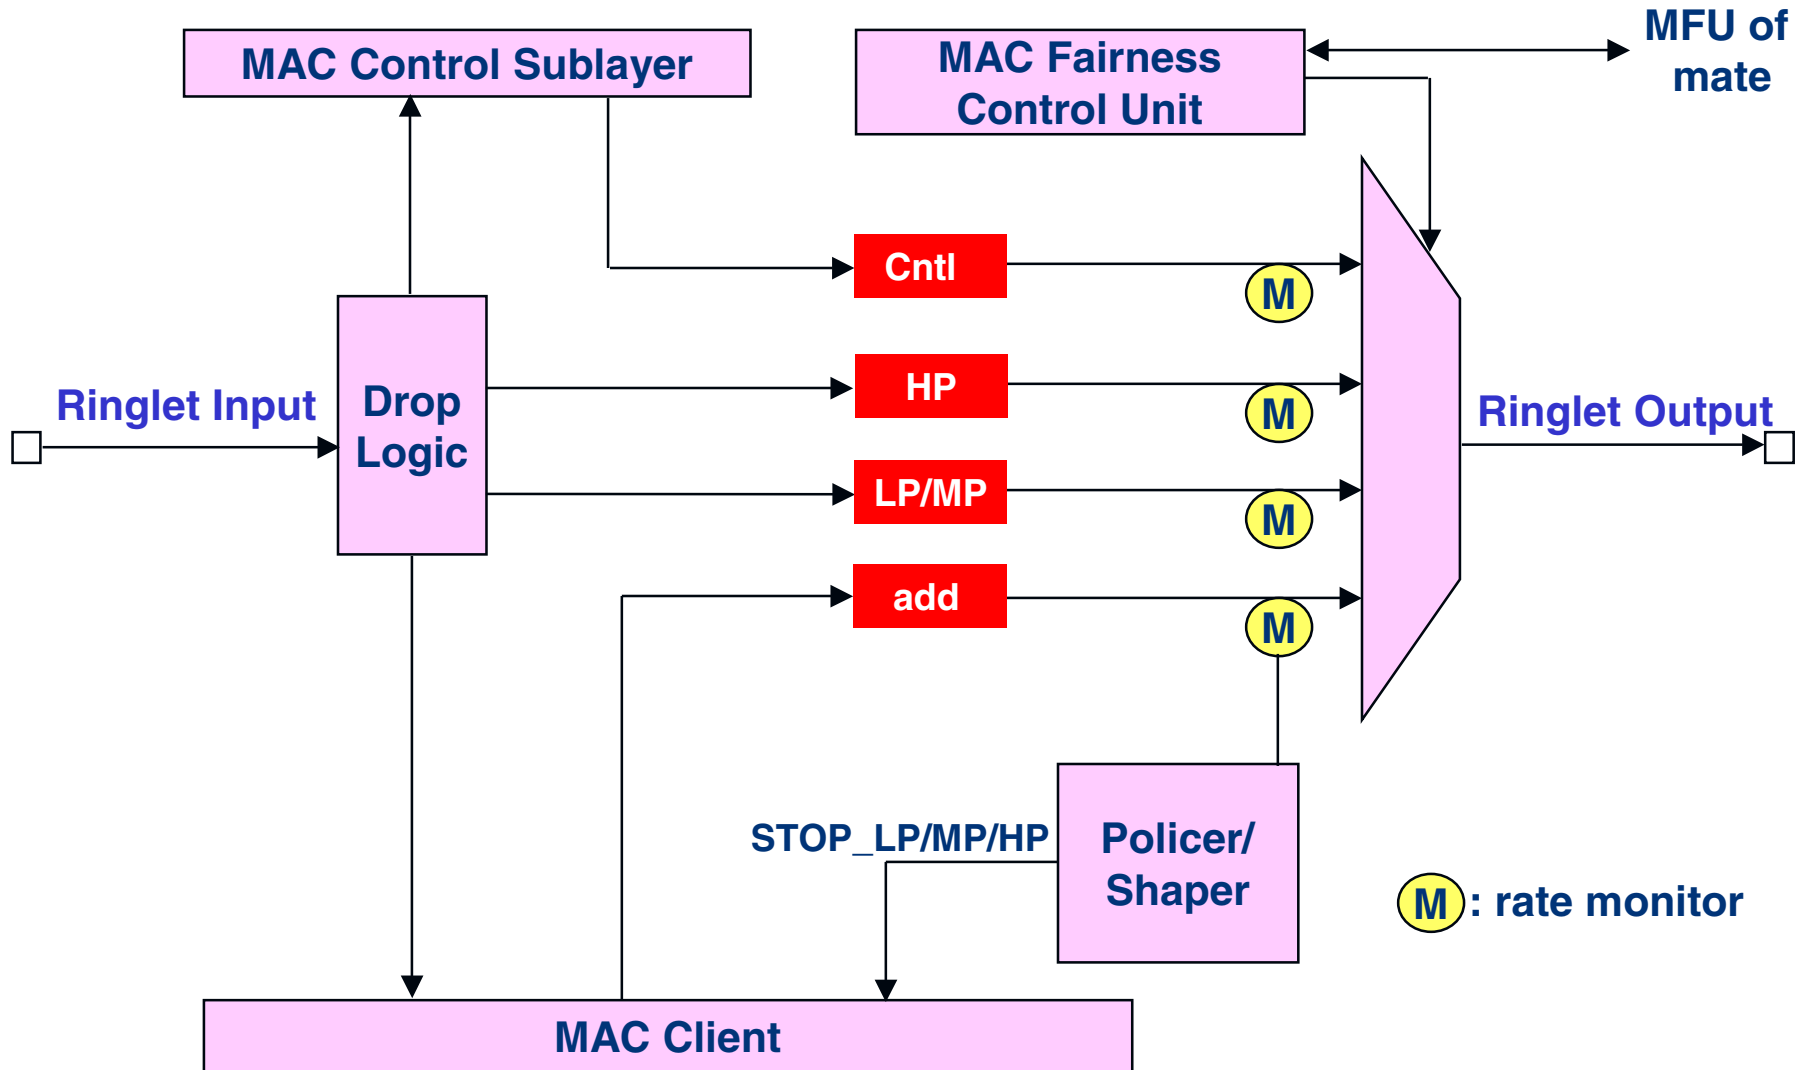 MFU of
mate
MAC Control Sublayer
MAC Fairness
Control Unit
Cntl
M
HP
M
Ringlet Input
Drop
Logic
Ringlet Output
LP/MP
M
add
M
STOP_LP/MP/HP
Policer/
Shaper
M : rate monitor
MAC Client